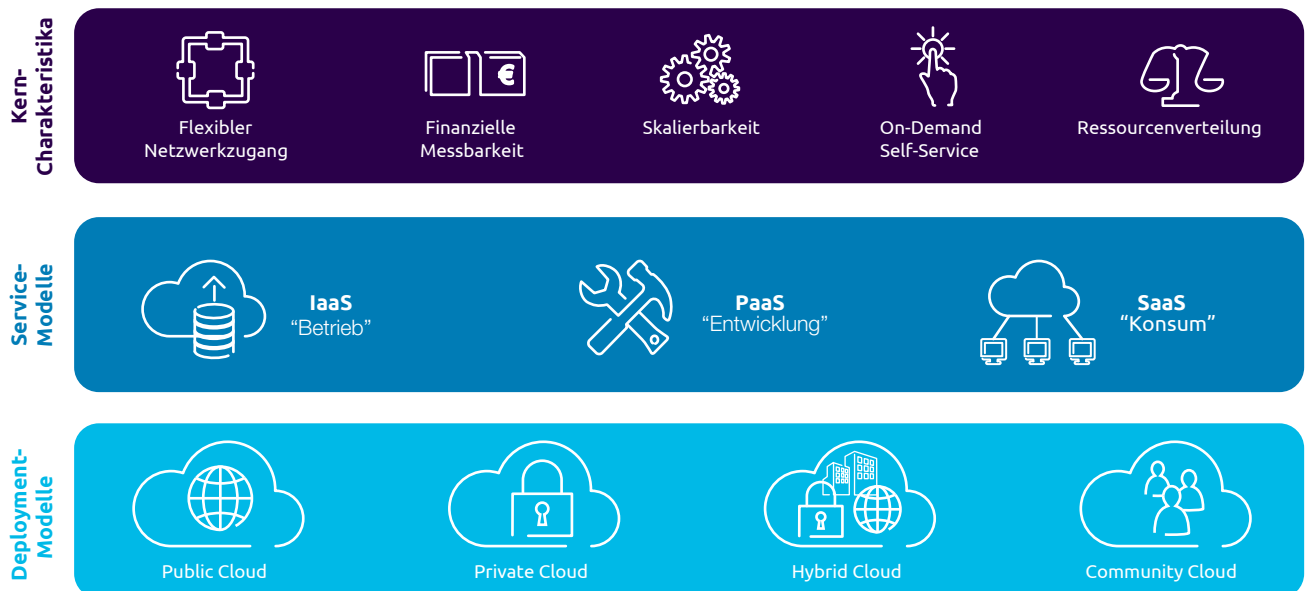 Kern-
Charakteristika
Flexibler
Netzwerkzugang
€
Finanzielle
Messbarkeit
Skalierbarkeit
On-Demand
Self-Service
Ressourcenverteilung
Service-
Modelle
IaaS
“Betrieb”
PaaS
“Entwicklung”
SaaS
“Konsum”
Deployment-
Modelle
Public Cloud
Private Cloud
Hybrid Cloud
Community Cloud